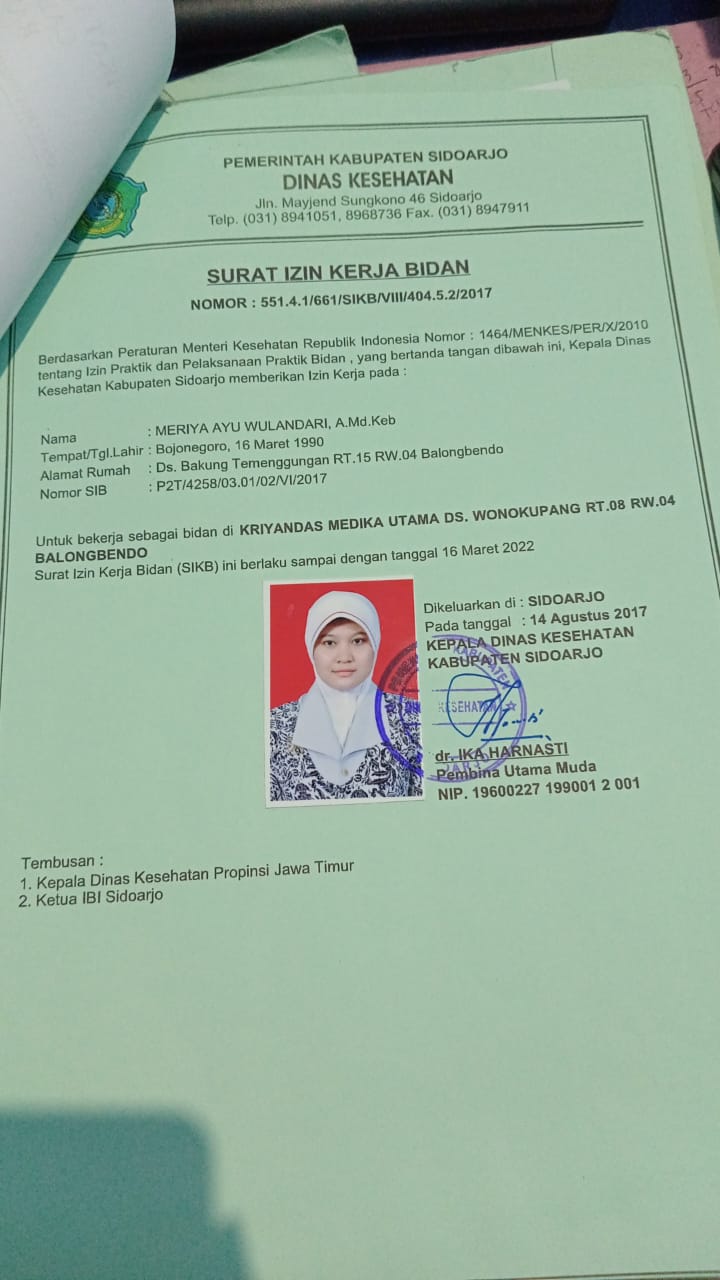 PEMERINTAH KABUPATEN SIDOARJO
DINAS KESEHATAN
Jln. Mayjend Sungkono 46 Sidoarjo
Telp. (031) 8941051, 8968736 Fax. (031) 8947911
SURAT IZIN KERJA BIDAN
NOMOR : 551.4.1/661/SIKB/VIII/404.5.2/2017
Berdasarkan Peraturan Menteri Kesehatan Republik Indonesia Nomor : 1464/MENKES/PER/X/2010
tentang Izin Praktik dan Pelaksanaan Praktik Bidan , yang bertanda tangan dibawah ini, Kepala Dinas
Kesehatan Kabupaten Sidoarjo memberikan Izin Kerja pada :
Nama : MERIYA AYU WULANDARI, A.Md.Keb
Tempat/Tgl.Lahir : Bojonegoro, 16 Maret 1990
Alamat Rumah : Ds. Bakung Temenggungan RT.15 RW.04 Balongbendo
Nomor SIB : P2T/4258/03.01/02/VI/2017
Untuk bekerja sebagai bidan di KRIYANDAS MEDIKA UTAMA DS. WONOKUPANG RT.08 RW.04
BALONGBENDO
Surat Izin Kerja Bidan (SIKB) ini berlaku sampai dengan tanggal 16 Maret 2022
Dikeluarkan di : SIDOARJO
Pada tanggal : 14 Agustus 2017
KEPALA DINAS KESEHATAN
KABUPATEN SIDOARJO
KABUPATEN
KESEHATAN
dr. IKA HARNASTI
Pembina Utama Muda
NIP. 19600227 199001 2 001
Tembusan :
1. Kepala Dinas Kesehatan Propinsi Jawa Timur
2. Ketua IBI Sidoarjo